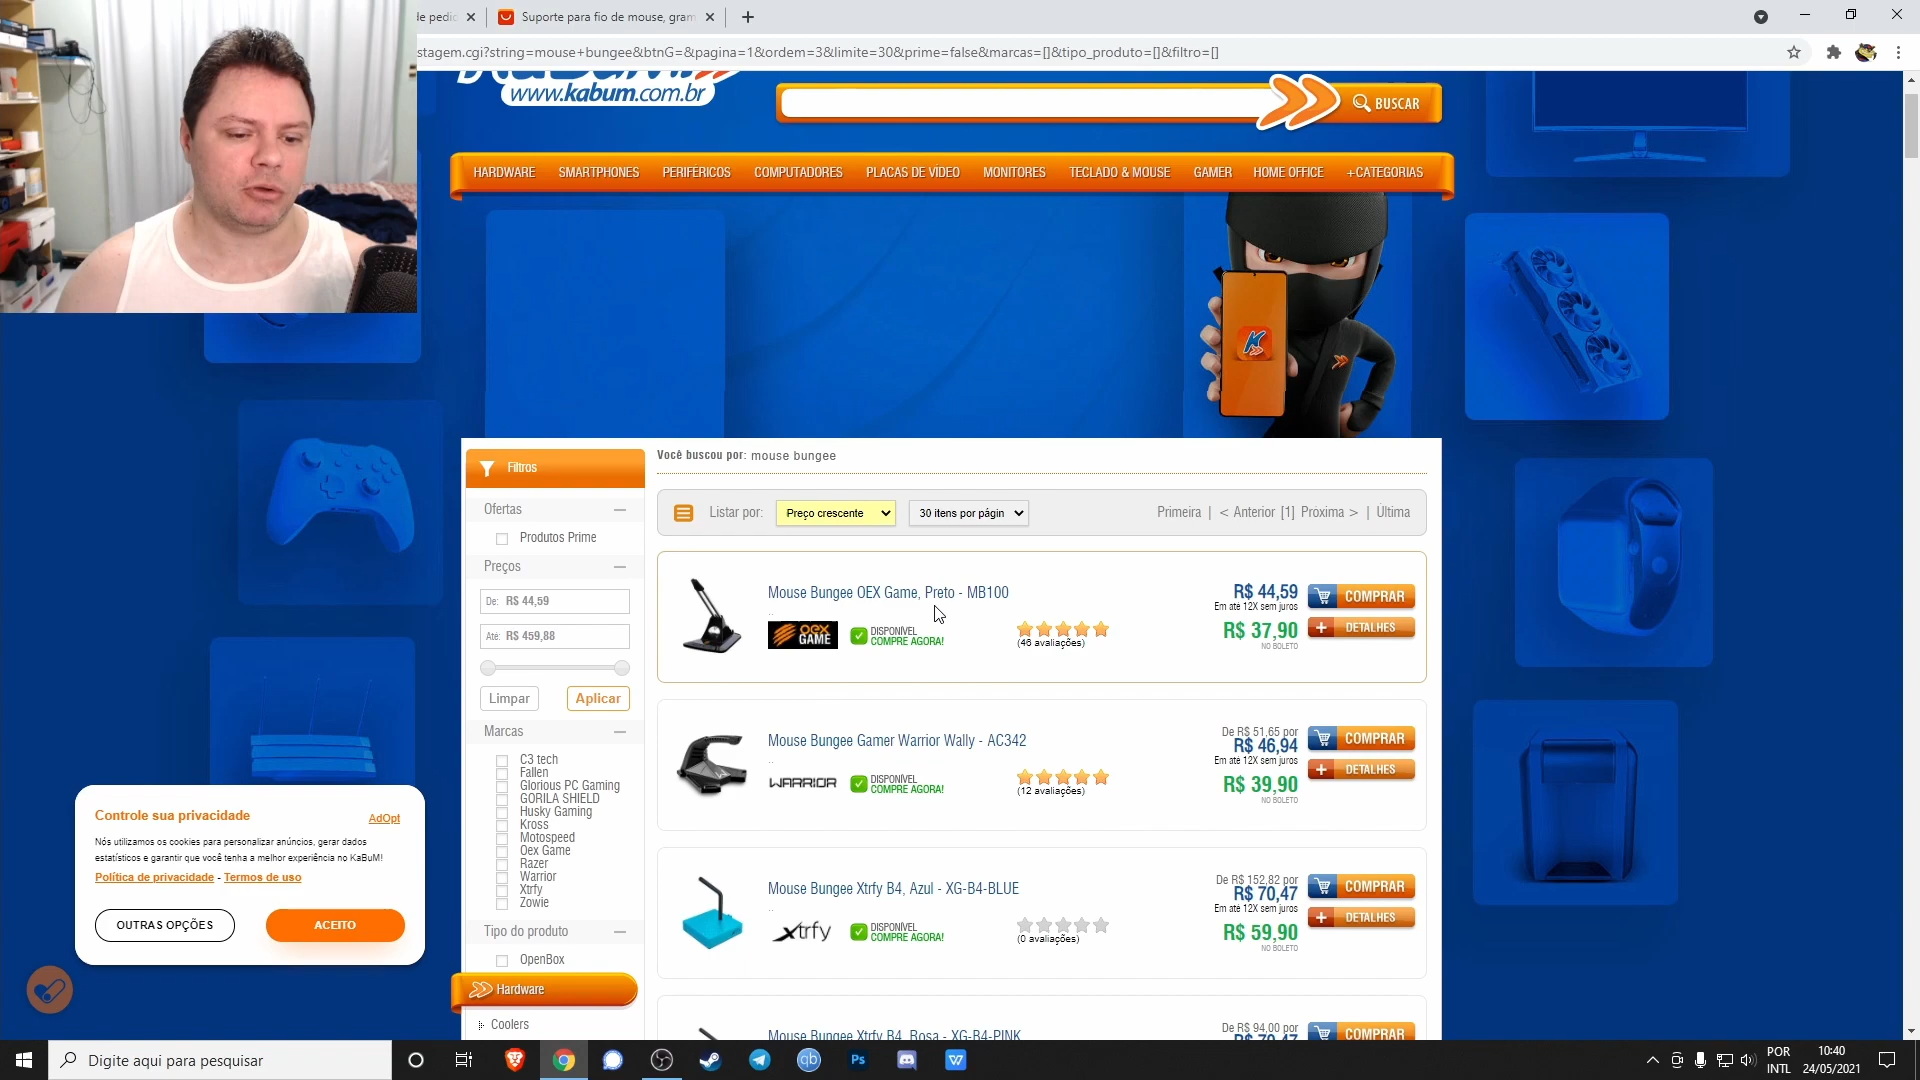 de pedid
Suporte para fio de mouse, gram
stagem.cgi?string=mouse+bungee&btnG=&pagina=1&ordem=3&limite=30&prime=false&marcas=[]&tipo_produto=[]&filtro=[]
www.kabum.com.br
BUSCAR
HARDWARE SMARTPHONES PERIFÉRICOS COMPUTADORES PLACAS DE VÍDEO MONITORES TECLADO & MOUSE GAMER HOME OFFICE +CATEGORIAS
Filtros
Ofertas
Produtos Prime
Preços
De: R$ 44,59
Até: R$ 459,88
Limpar Aplicar
Marcas
C3 tech
Fallen
Glorious PC Gaming
GORILA SHIELD
Husky Gaming
Kross
Motospeed
Oex Game
Razer
Warrior
Xtrfy
Zowie
Tipo do produto
OpenBox
Hardware
Coolers
Você buscou por: mouse bungee
Listar por: Preço crescente 30 itens por págin Primeira | < Anterior [1] Próxima > | Última
Mouse Bungee OEX Game, Preto - MB100
..
OEX GAME
DISPONÍVEL
COMPRE AGORA!
(46 avaliações)
R$ 44,59
Em até 12X sem juros
R$ 37,90
NO BOLETO
COMPRAR
DETALHES
Mouse Bungee Gamer Warrior Wally - AC342
..
WARRIOR
DISPONÍVEL
COMPRE AGORA!
(12 avaliações)
De R$ 51,65 por
R$ 46,94
Em até 12X sem juros
R$ 39,90
NO BOLETO
COMPRAR
DETALHES
Mouse Bungee Xtrfy B4, Azul - XG-B4-BLUE
..
xtrfy
DISPONÍVEL
COMPRE AGORA!
(0 avaliações)
De R$ 152,82 por
R$ 70,47
Em até 12X sem juros
R$ 59,90
NO BOLETO
COMPRAR
DETALHES
Mouse Bungee Xtrfy B4, Rosa - XG-B4-PINK
De R$ 94,00 por
R$ 70,47
COMPRAR
Controle sua privacidade AdOpt
Nós utilizamos os cookies para personalizar anúncios, gerar dados
estatísticos e garantir que você tenha a melhor experiência no KaBuM!
Política de privacidade - Termos de uso
OUTRAS OPÇÕES ACEITO
Digite aqui para pesquisar
qb
Ps
POR
INTL
10:40
24/05/2021